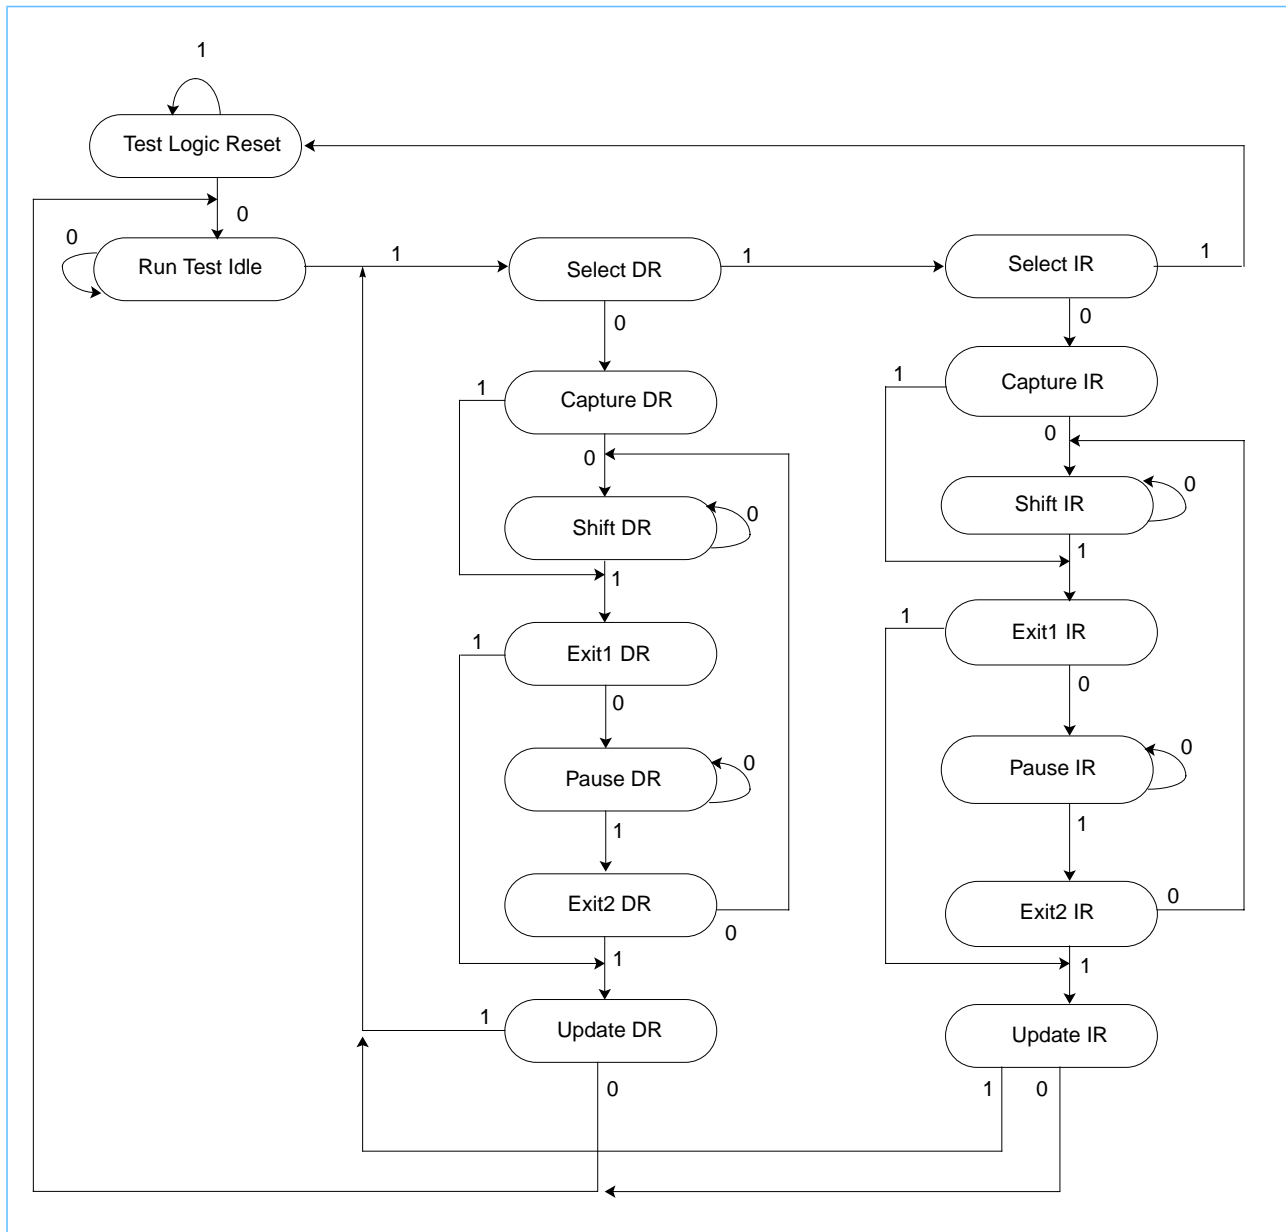 1
Test Logic Reset
0
0
Run Test Idle
1
Select DR
1
Select IR
1
0
0
1
Capture DR
1
Capture IR
0
0
Shift DR
0
Shift IR
0
1
1
1
Exit1 DR
1
Exit1 IR
0
0
Pause DR
0
Pause IR
0
1
1
Exit2 DR
0
Exit2 IR
0
1
1
1
Update DR
Update IR
0
1
0